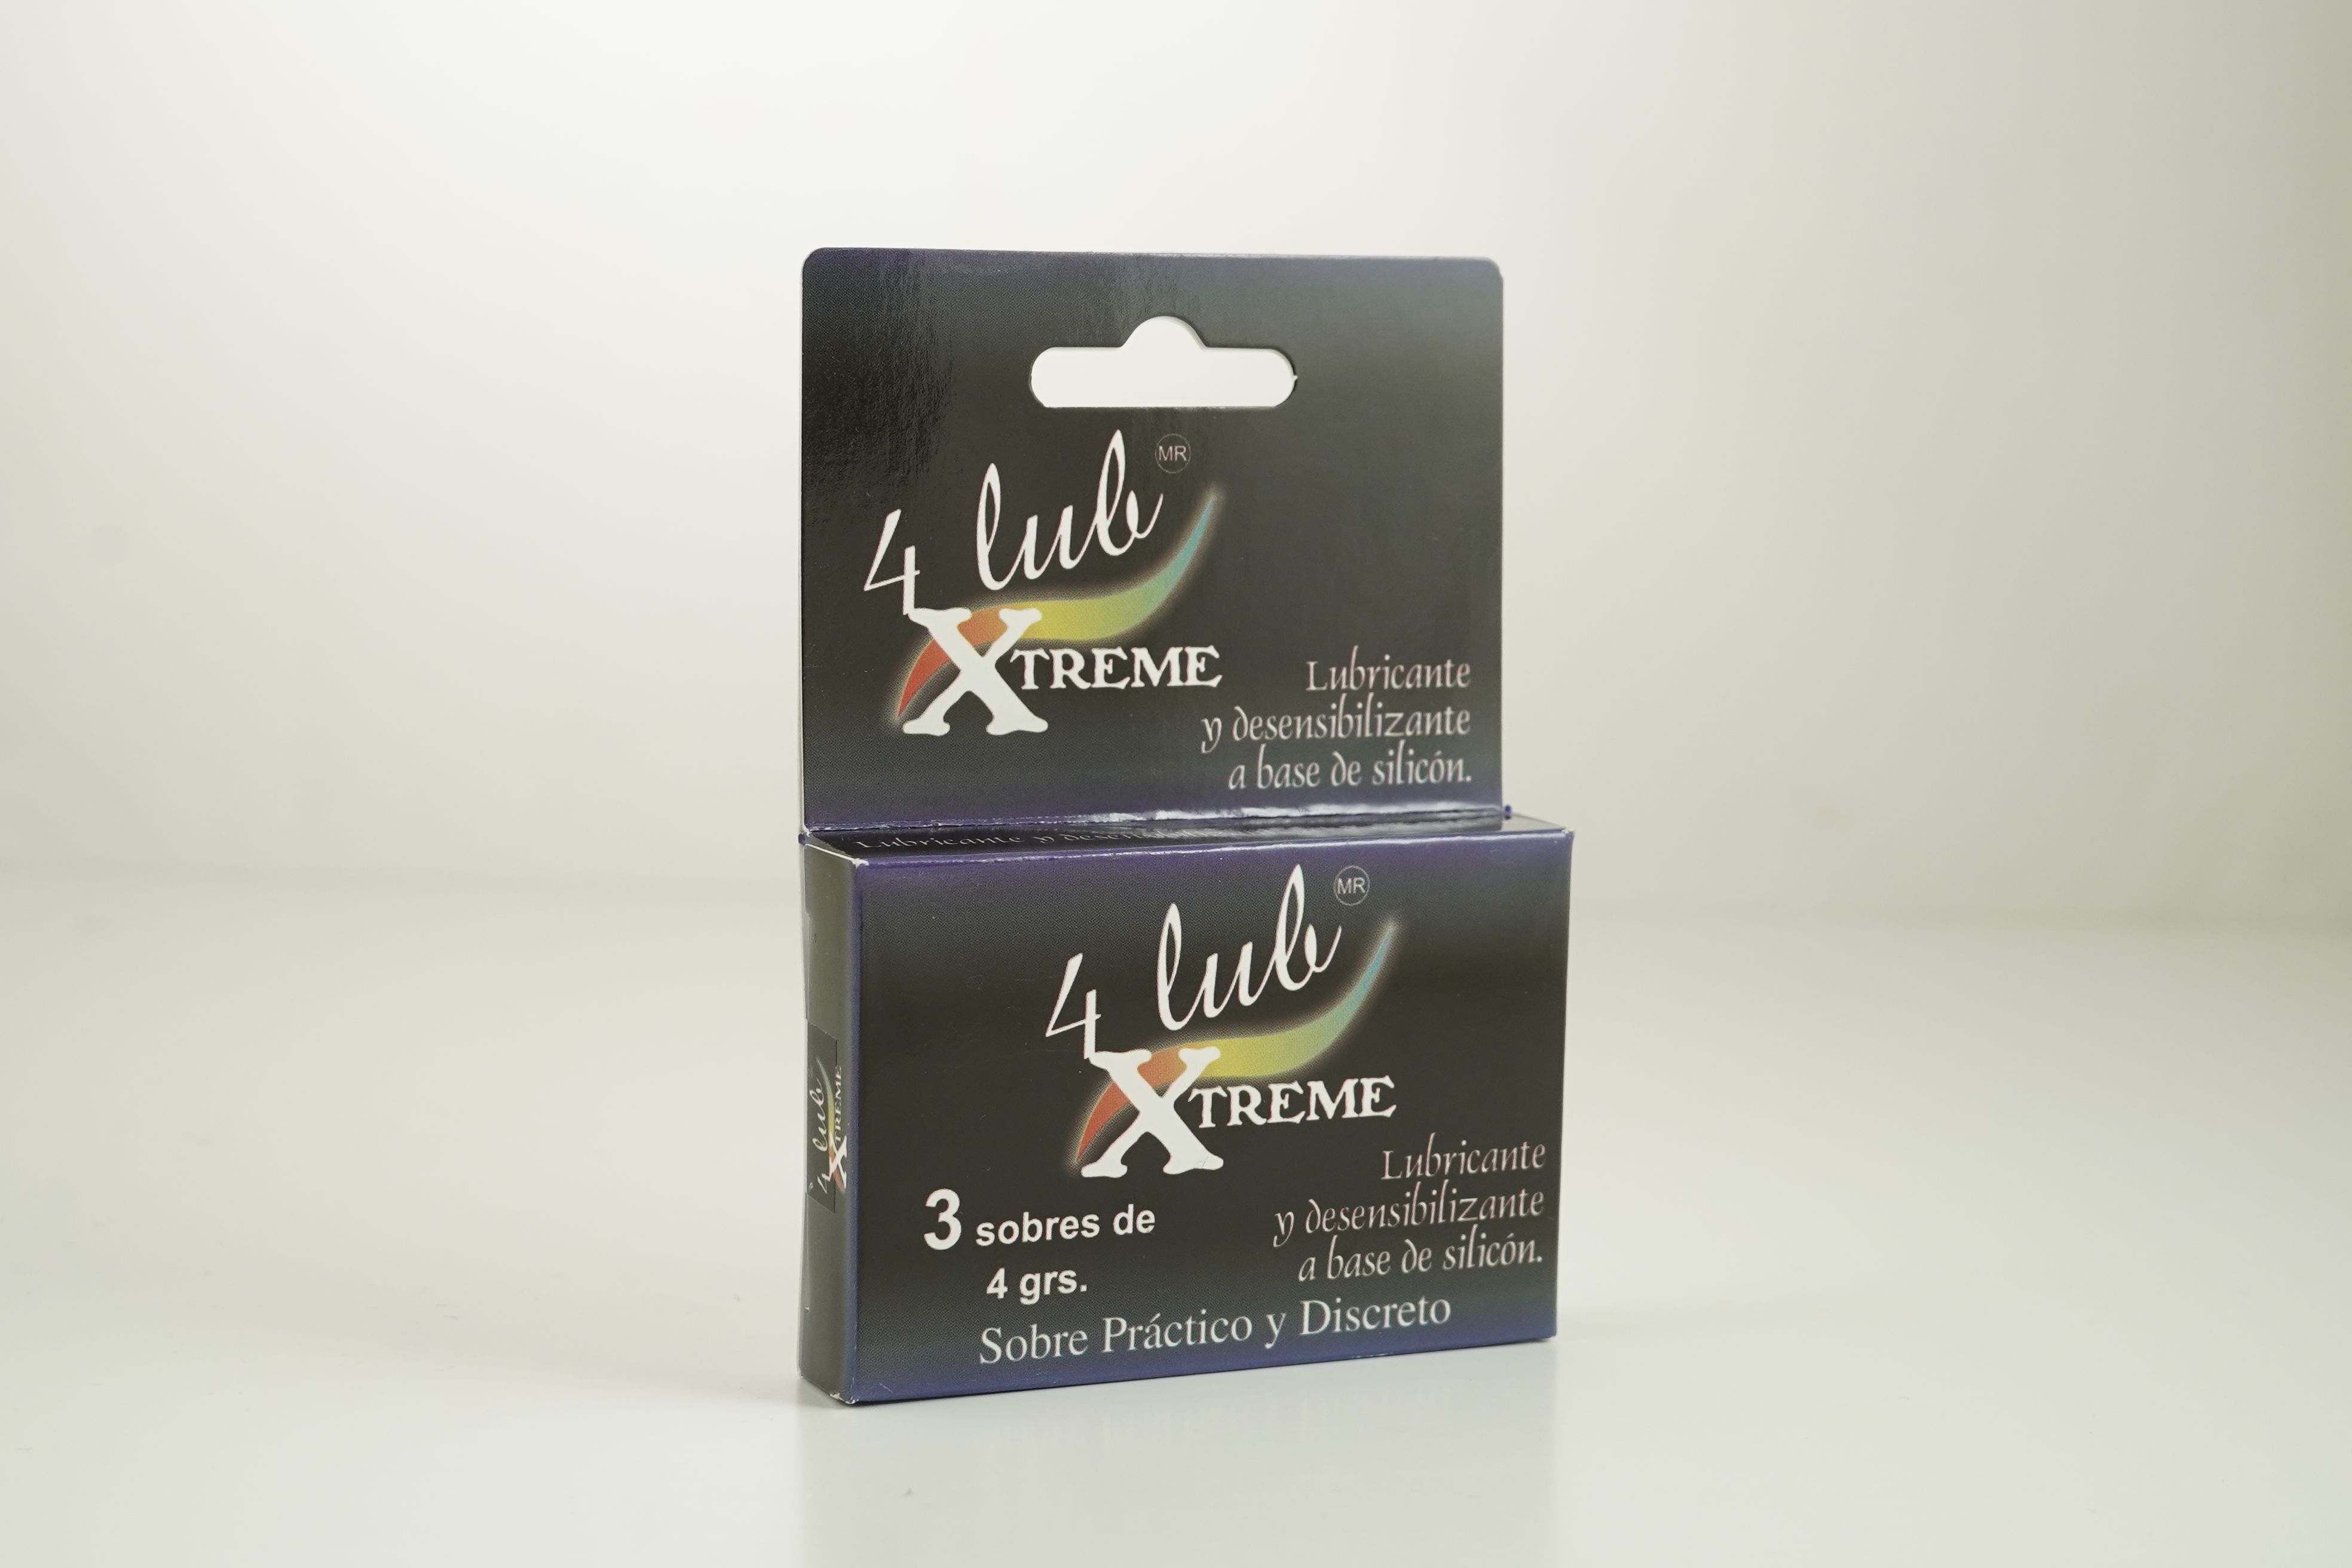 4 lub MR
XTREME
Lubricante
y desensibilizante
a base de silicón.
Lubricante y
4 lub MR
XTREME
3 sobres de
4 grs.
Lubricante
y desensibilizante
a base de silicón.
Sobre Práctico y Discreto
4 lub
XTREME